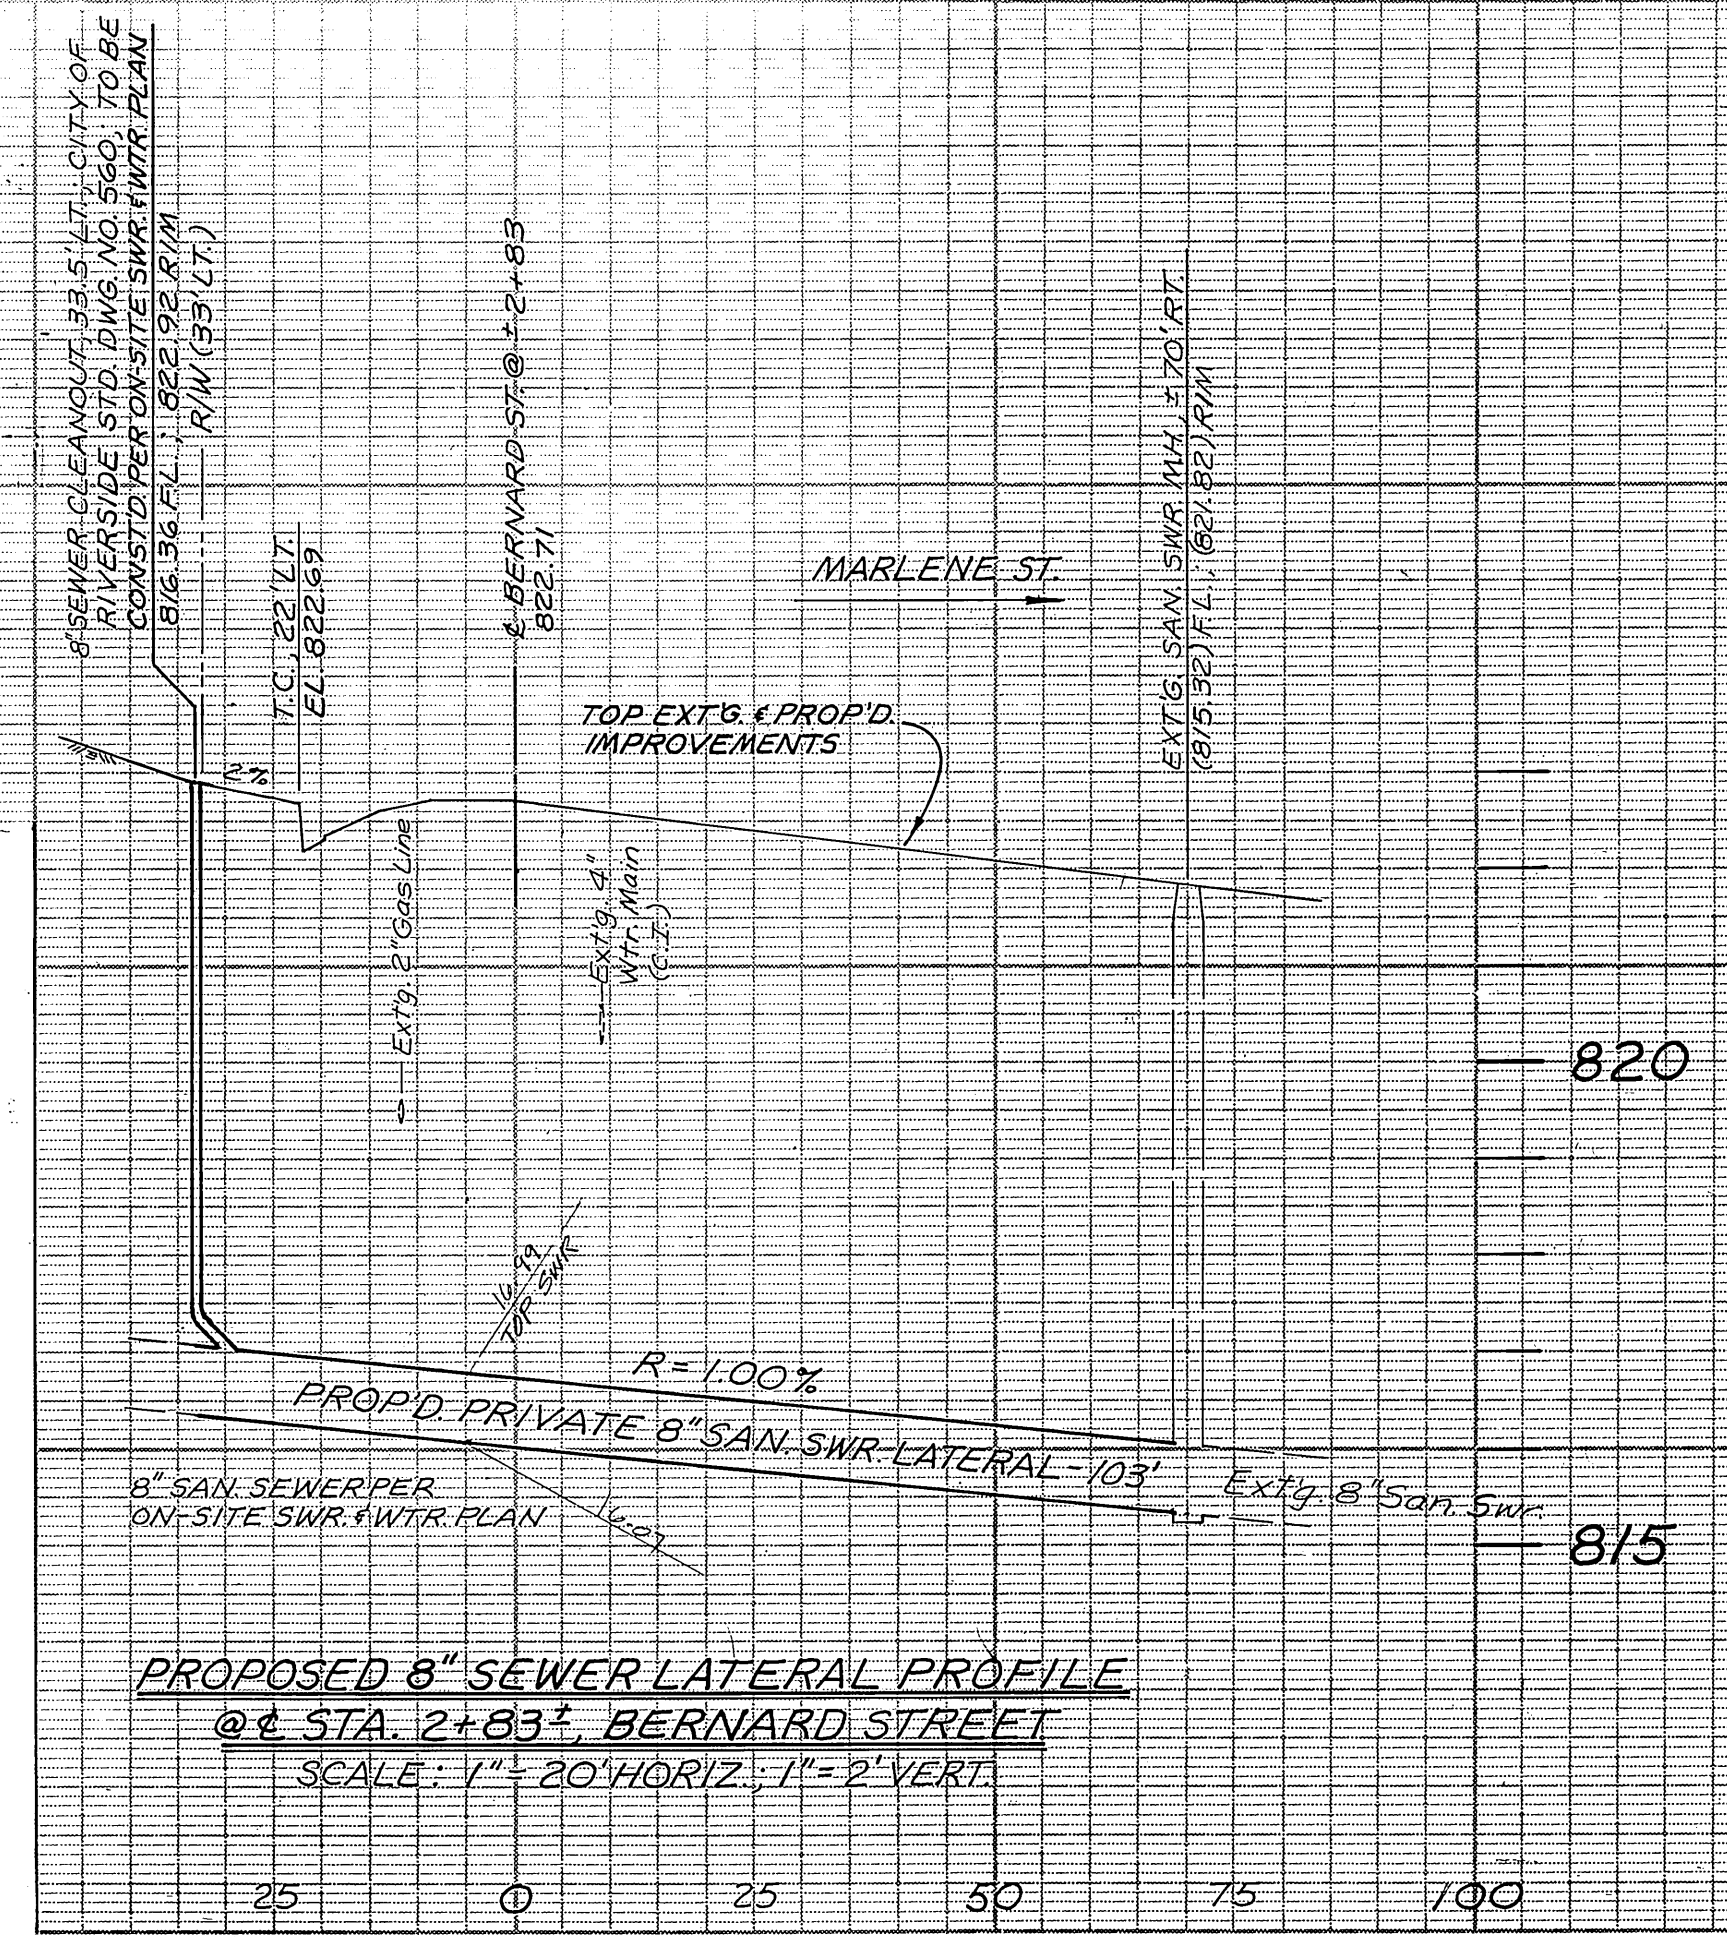 8" SEWER CLEANOUT, 33.5' LT.; CITY OF
RIVERSIDE STD. DWG. NO. 560; TO BE
CONST'D. PER ON-SITE SWR. & WTR. PLAN
816.36 F.L.; 822.92 RIM
R/W (33' LT.)
T.C., 22' LT.
EL. 822.69
℄ BERNARD ST. @ ± 2+83
822.71
MARLENE ST.
EXT'G. SAN. SWR. M.H., ± 70' RT.
(815.32) F.L.; (821.82) RIM
TOP EXT'G. & PROP'D.
IMPROVEMENTS
2%
Ext'g. 2" Gas Line
Ext'g. 4"
Wtr. Main
(C.I.)
820
16.99
TOP SWR
R = 1.00%
PROP'D. PRIVATE 8" SAN. SWR. LATERAL - 103'
8" SAN. SEWER PER
ON-SITE SWR. & WTR. PLAN
16.07
Ext'g. 8" San. Swr.
815
PROPOSED 8" SEWER LATERAL PROFILE
@ ℄ STA. 2+83±, BERNARD STREET
SCALE: 1" = 20' HORIZ.; 1" = 2' VERT.
25 0 25 50 75 100